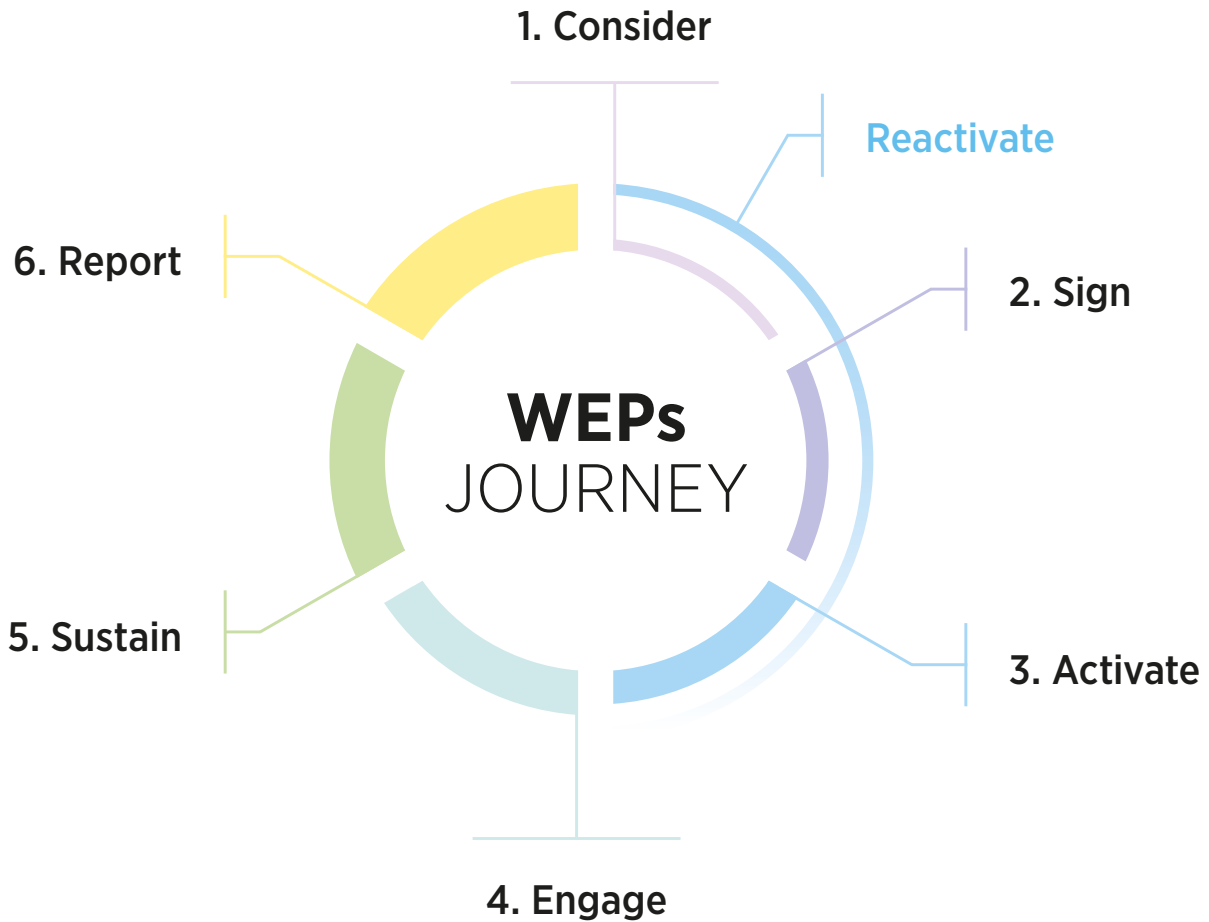 1. Consider
Reactivate
2. Sign
3. Activate
4. Engage
5. Sustain
6. Report
WEPs
JOURNEY